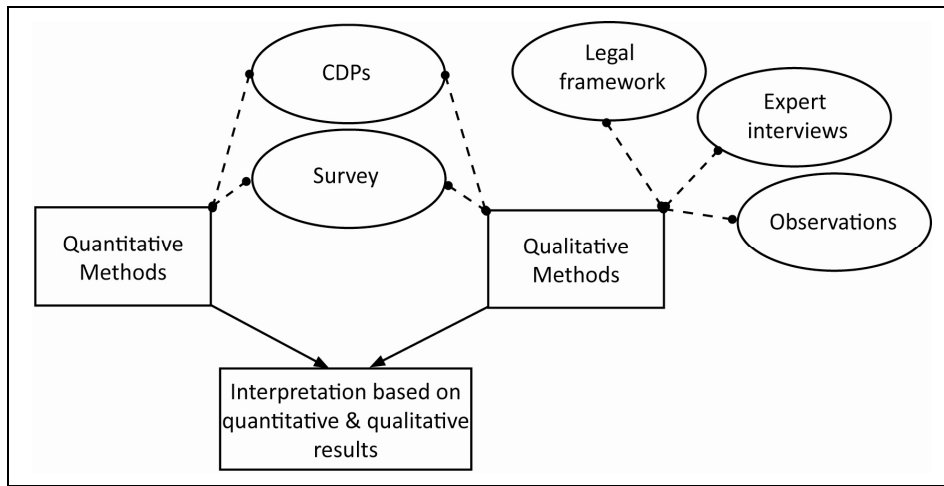 CDPs
Legal
framework
Expert
interviews
Survey
Observations
Quantitative
Methods
Qualitative
Methods
Interpretation based on
quantitative & qualitative
results